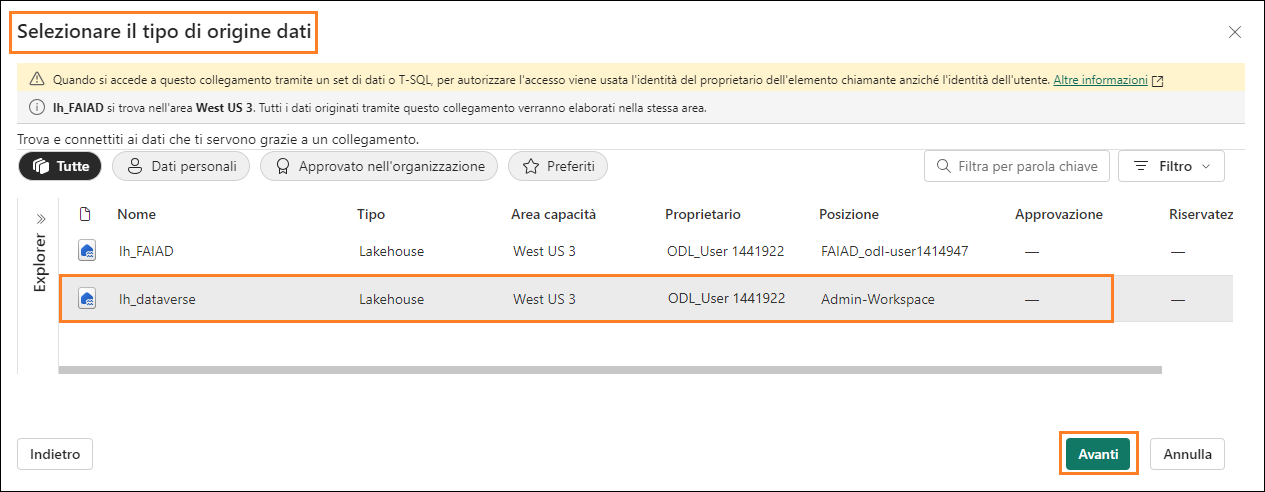 Selezionare il tipo di origine dati
Quando si accede a questo collegamento tramite un set di dati o T-SQL, per autorizzare l'accesso viene usata l'identità del proprietario dell'elemento chiamante anziché l'identità dell'utente. Altre informazioni
lh_FAIAD si trova nell'area West US 3. Tutti i dati originati tramite questo collegamento verranno elaborati nella stessa area.
Trova e connettiti ai dati che ti servono grazie a un collegamento.
Tutte Dati personali Approvato nell'organizzazione Preferiti Filtra per parola chiave Filtro
Explorer
Nome Tipo Area capacità Proprietario Posizione Approvazione Riservatez
lh_FAIAD Lakehouse West US 3 ODL_User 1441922 FAIAD_odl-user1414947 — —
lh_dataverse Lakehouse West US 3 ODL_User 1441922 Admin-Workspace — —
Indietro Avanti Annulla